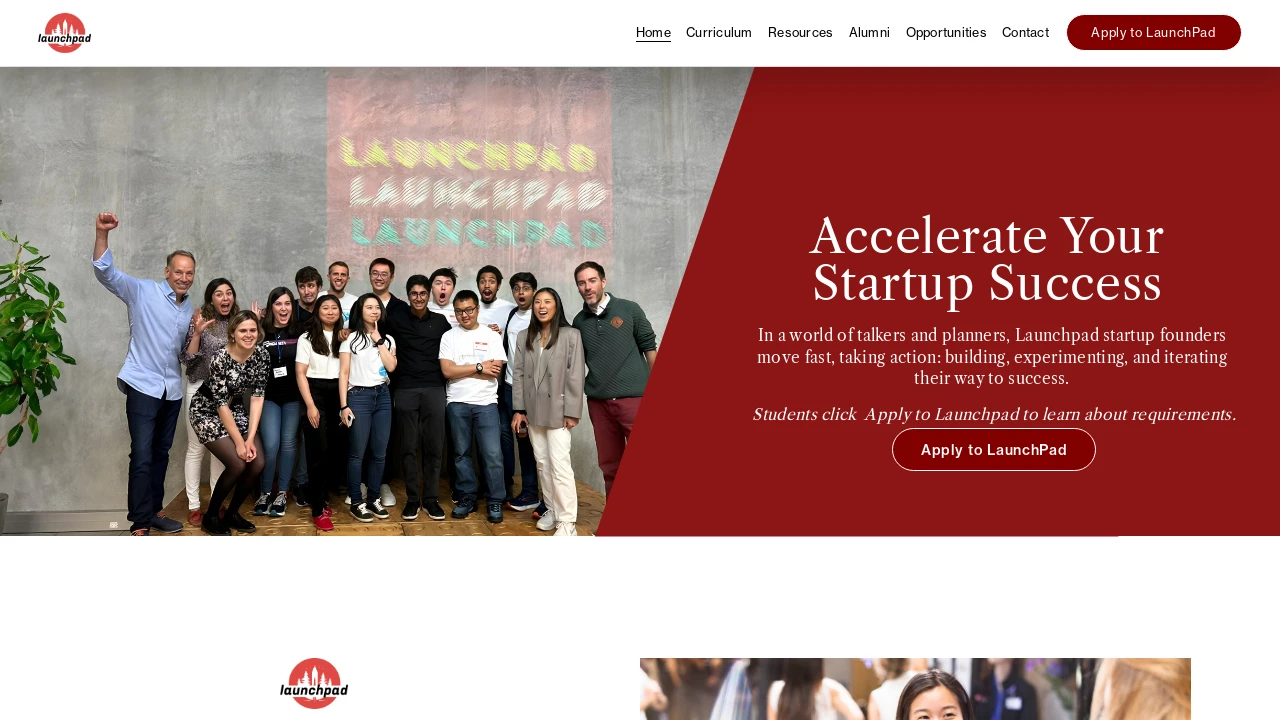 launchpad
Home Curriculum Resources Alumni Opportunities Contact Apply to LaunchPad
LAUNCHPAD
LAUNCHPAD
LAUNCHPAD
Accelerate Your
Startup Success
In a world of talkers and planners, Launchpad startup founders
move fast, taking action: building, experimenting, and iterating
their way to success.
Students click Apply to Launchpad to learn about requirements.
Apply to LaunchPad
launchpad